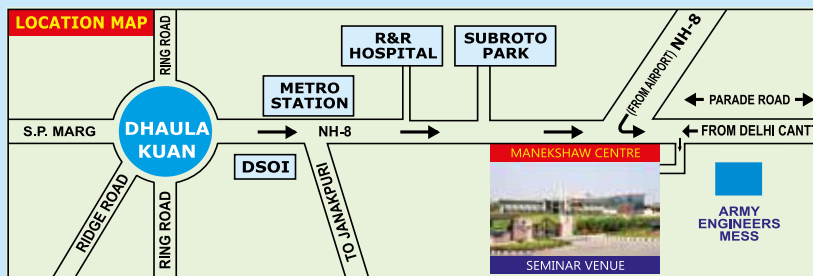 LOCATION MAP
RING ROAD
R&R
HOSPITAL
SUBROTO
PARK
(FROM AIRPORT) NH-8
METRO
STATION
PARADE ROAD
S.P. MARG
DHAULA
KUAN
NH-8
FROM DELHI CANTT
DSOI
MANEKSHAW CENTRE
RIDGE ROAD
RING ROAD
TO JANAKPURI
ARMY
ENGINEERS
MESS
SEMINAR VENUE